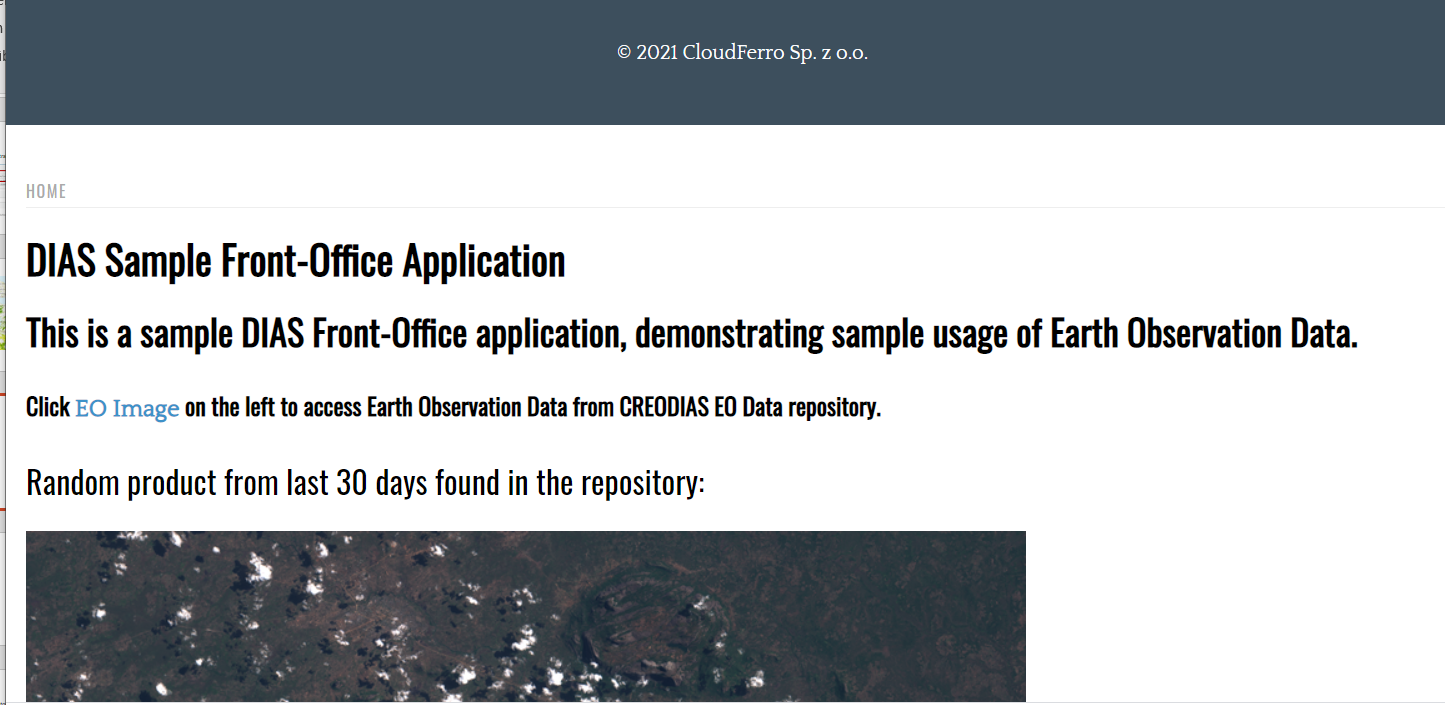 © 2021 CloudFerro Sp. z o.o.
HOME
DIAS Sample Front-Office Application
This is a sample DIAS Front-Office application, demonstrating sample usage of Earth Observation Data.
Click EO Image on the left to access Earth Observation Data from CREODIAS EO Data repository.
Random product from last 30 days found in the repository: